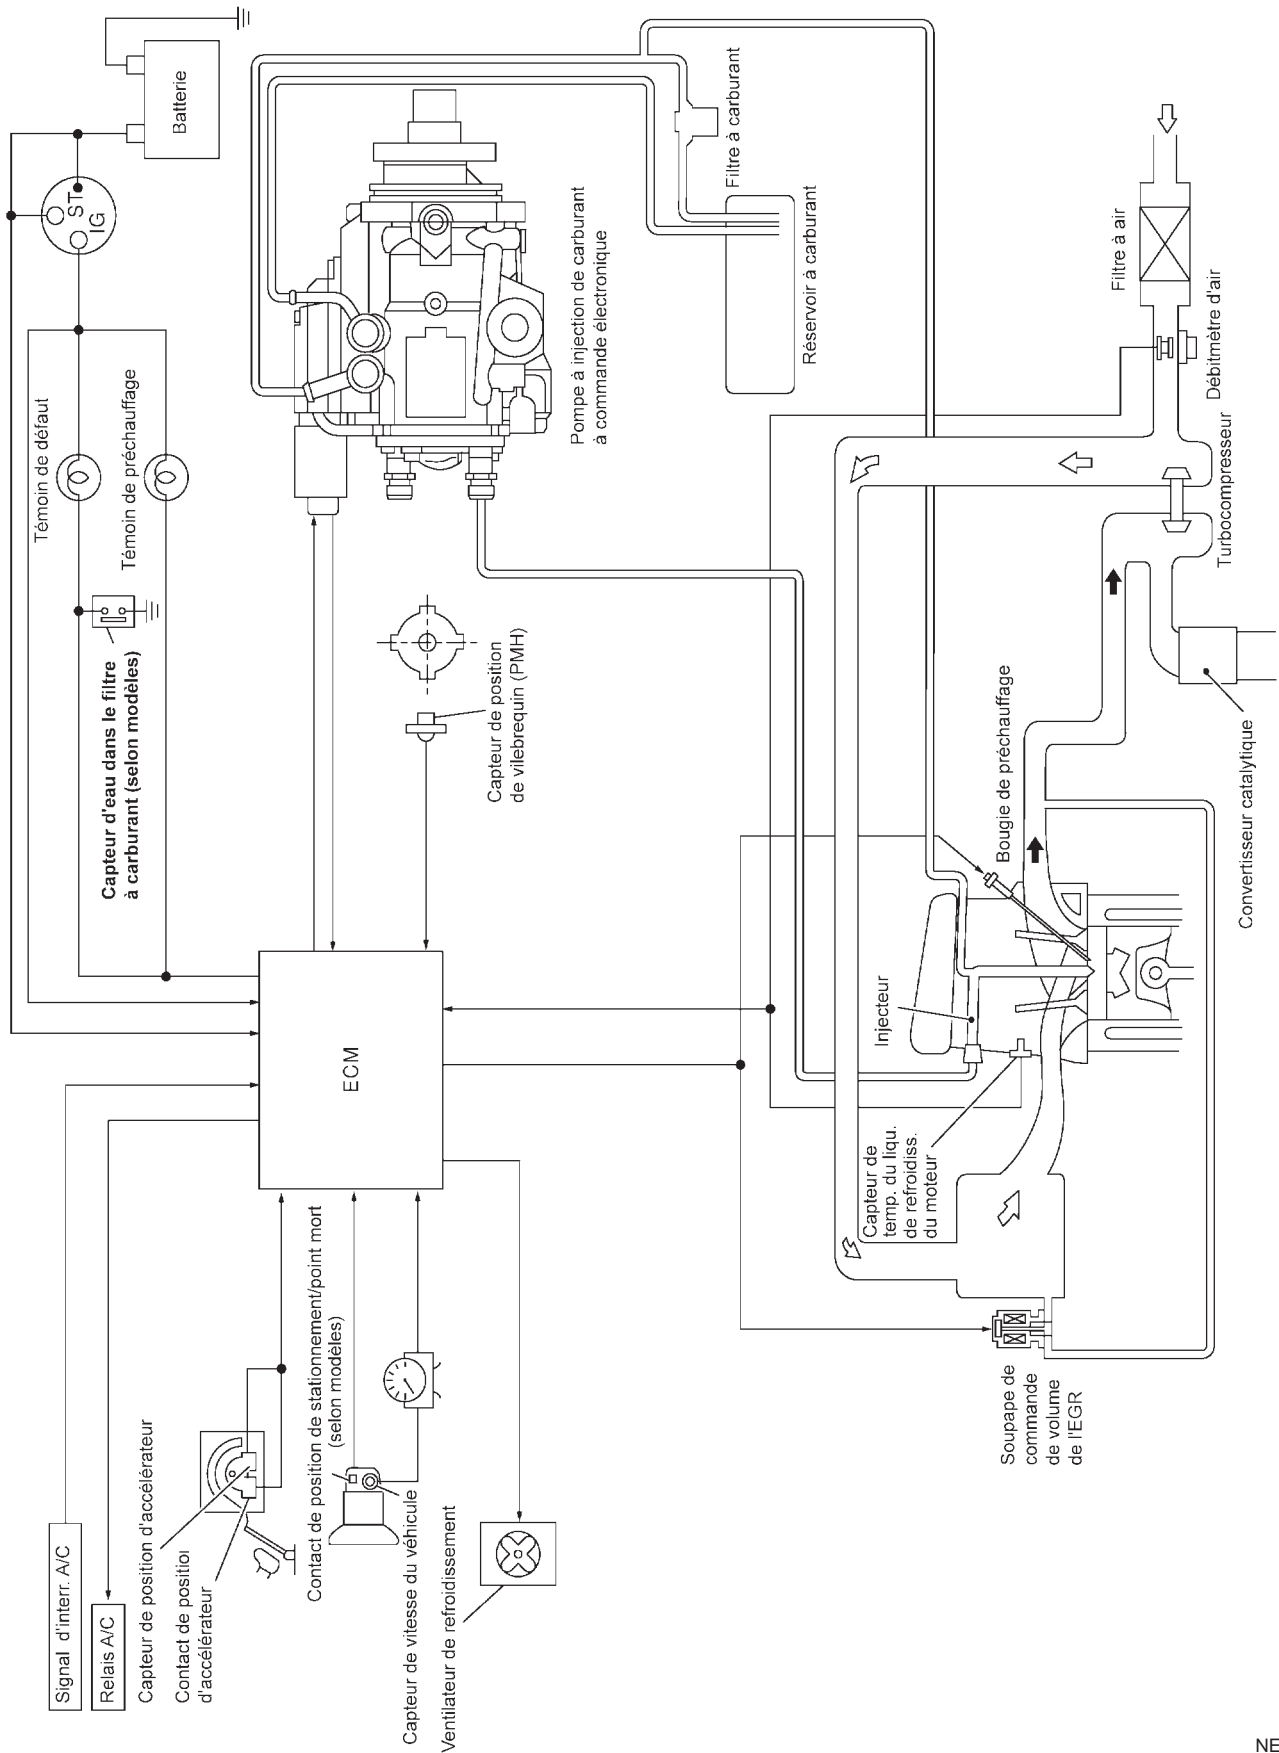 Batterie
ST
IG
Témoin de défaut
Témoin de préchauffage
Capteur d'eau dans le filtre
à carburant (selon modèles)
Pompe à injection de carburant
à commande électronique
Filtre à carburant
Réservoir à carburant
Filtre à air
Débitmètre d'air
Turbocompresseur
Capteur de position
de vilebrequin (PMH)
Bougie de préchauffage
Convertisseur catalytique
ECM
Injecteur
Capteur de
temp. du liqu.
de refroidiss.
du moteur
Signal d'interr. A/C
Relais A/C
Capteur de position d'accélérateur
Contact de positiol
d'accélérateur
Contact de position de stationnement/point mort
(selon modèles)
Capteur de vitesse du véhicule
Ventilateur de refroidissement
Soupape de
commande
de volume
de l'EGR
NE